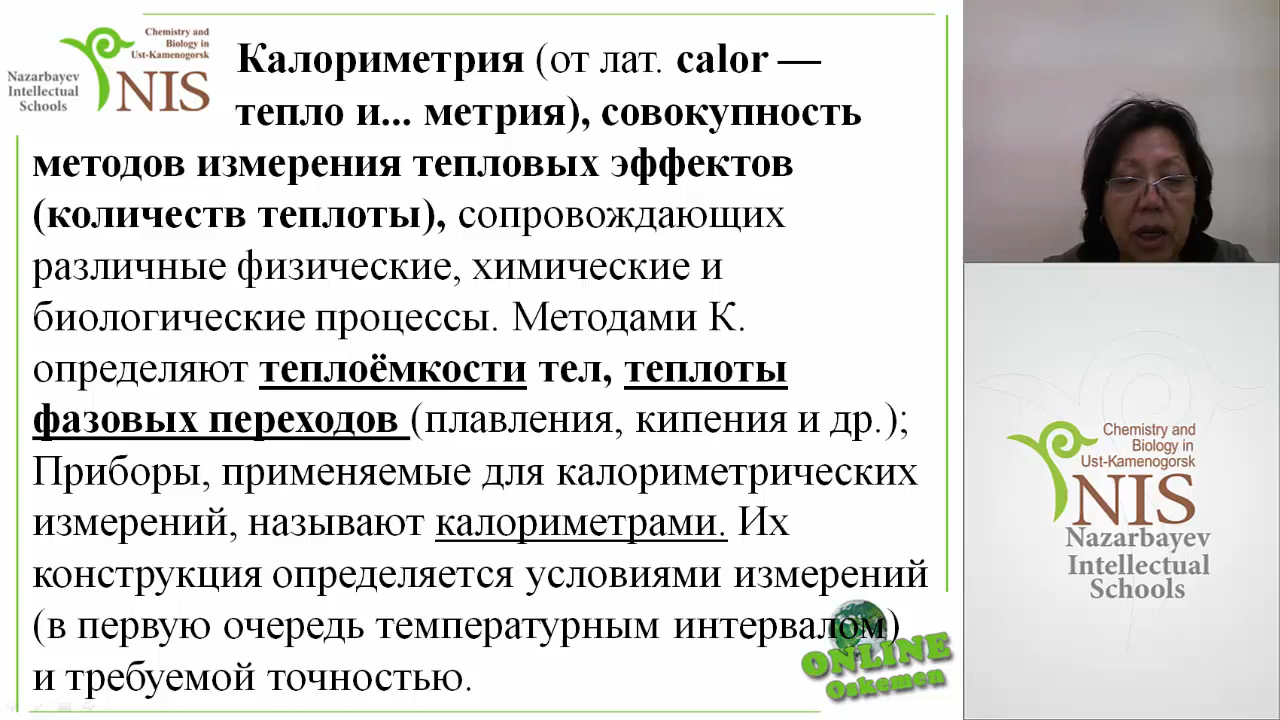 Chemistry and
Biology in
Ust-Kamenogorsk
Nazarbayev
Intellectual
Schools
NIS
Калориметрия (от лат. calor —
тепло и... метрия), совокупность
методов измерения тепловых эффектов
(количеств теплоты), сопровождающих
различные физические, химические и
биологические процессы. Методами К.
определяют теплоёмкости тел, теплоты
фазовых переходов (плавления, кипения и др.);
Приборы, применяемые для калориметрических
измерений, называют калориметрами. Их
конструкция определяется условиями измерений
(в первую очередь температурным интервалом)
и требуемой точностью.
ONLINE
Oskemen
Chemistry and
Biology in
Ust-Kamenogorsk
NIS
Nazarbayev
Intellectual
Schools